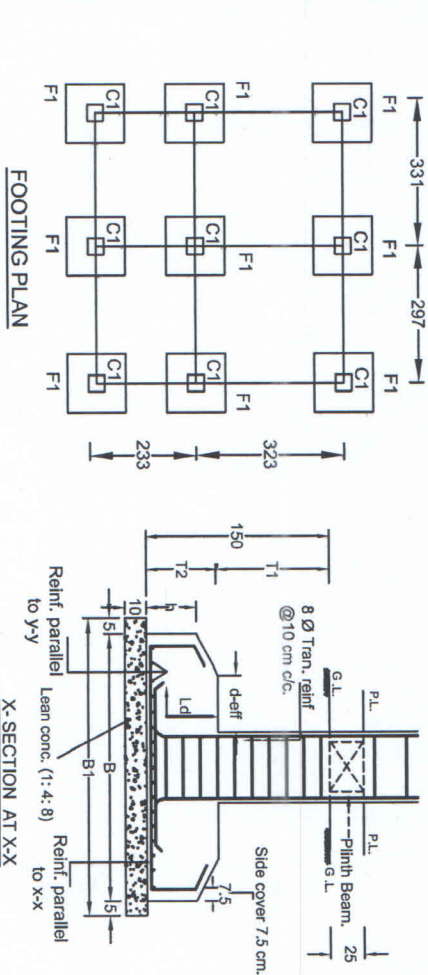 331
297
F1
F1
F1
C1
C1
C1
323
F1
F1
C1
C1
C1
233
C1
C1
C1
F1
F1
F1
FOOTING PLAN
P.L.
P.L.
Plinth Beam.
25
G.L.
G.L.
8 Ø Tran. reinf
@10 cm c/c.
150
T1
T2
d-eff
Ld
Side cover 7.5 cm.
7.5
10
5
B
5
B1
Reinf. parallel
to y-y
Lean conc. (1: 4: 8)
Reinf. parallel
to x-x
X- SECTION AT X-X